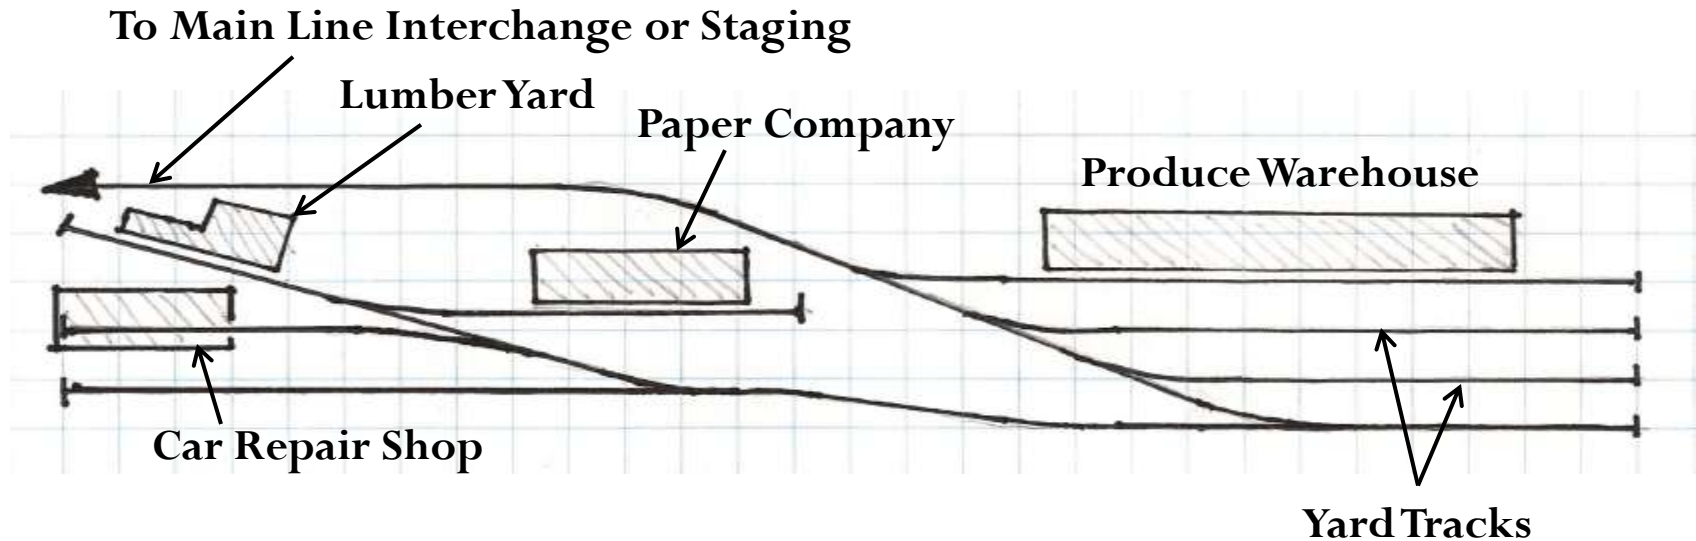 To Main Line Interchange or Staging
Lumber Yard
Paper Company
Produce Warehouse
Car Repair Shop
Yard Tracks